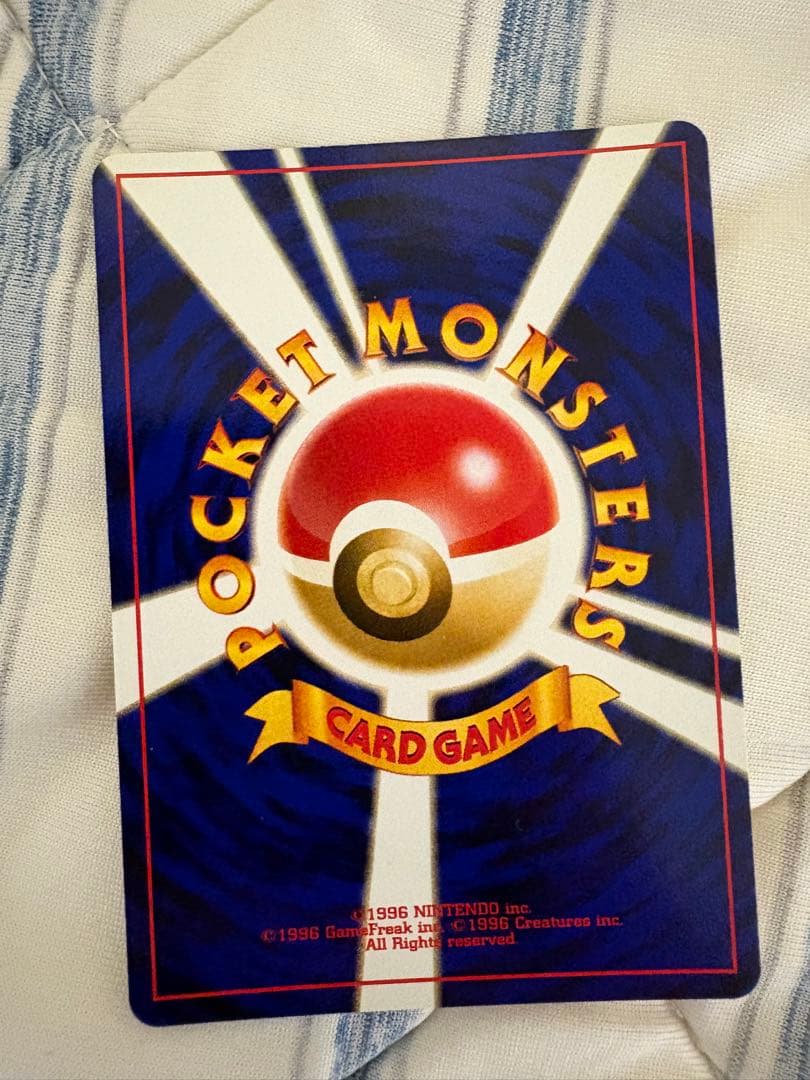 POCKET MONSTERS
CARD GAME
©1996 NINTENDO inc.
©1996 GameFreak inc. ©1996 Creatures inc.
All Rights reserved.